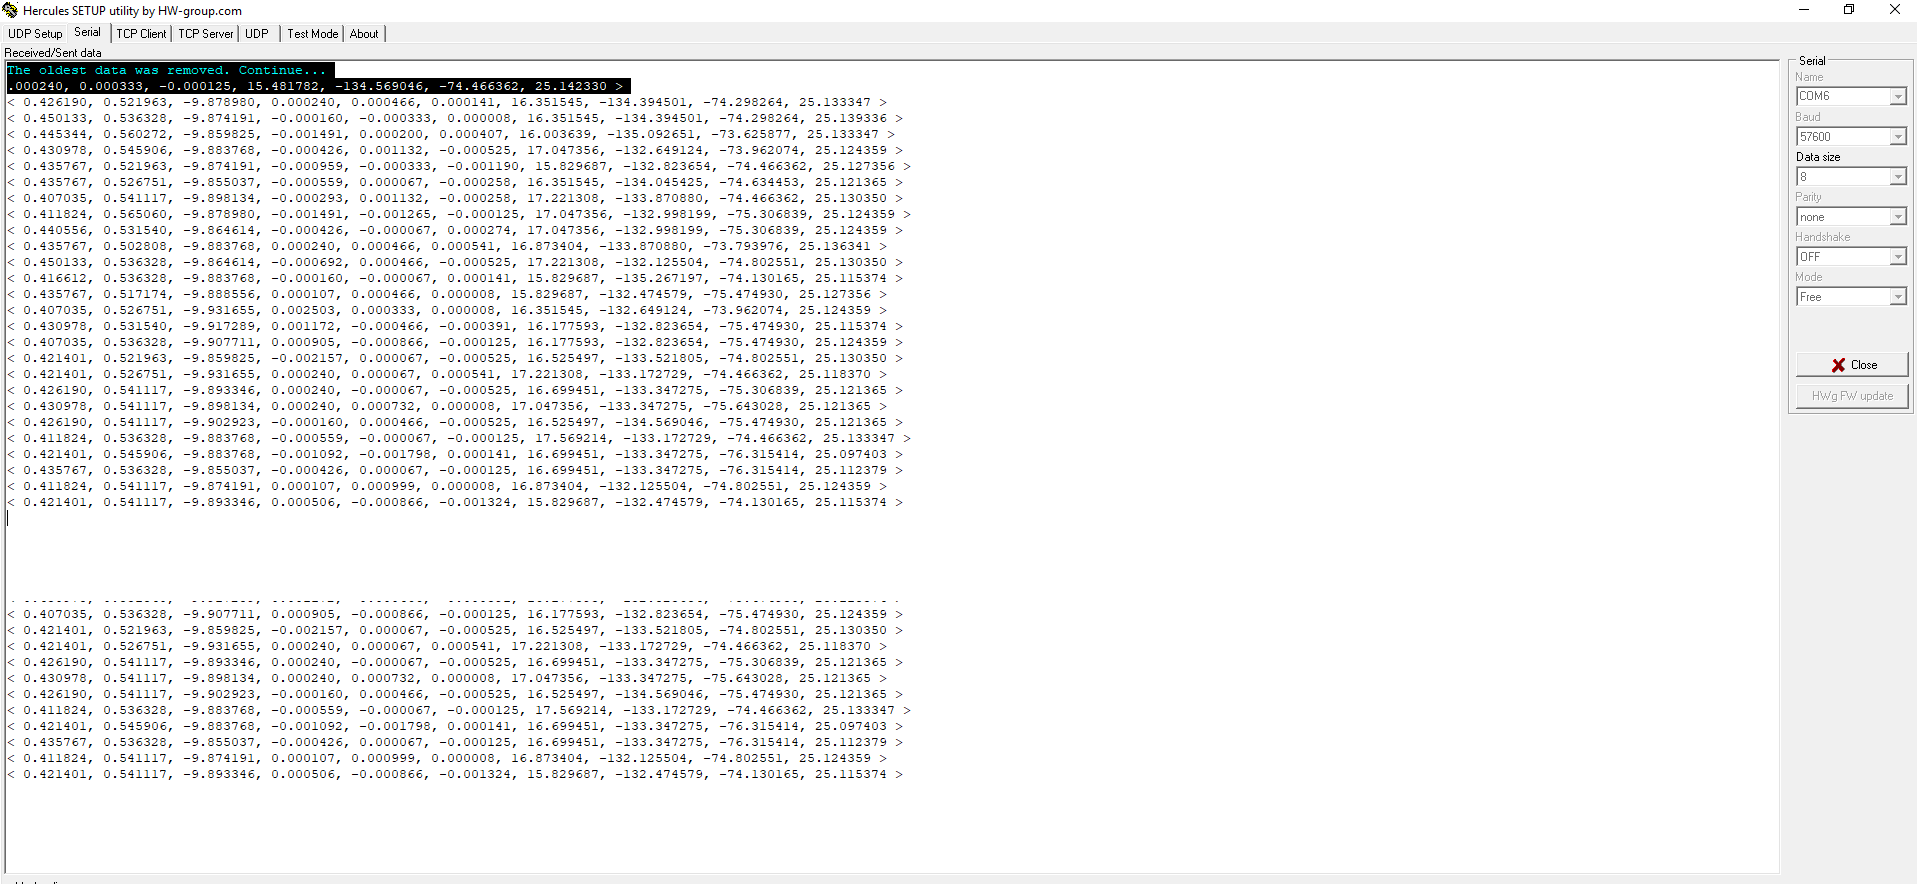 Hercules SETUP utility by HW-group.com
UDP Setup Serial TCP Client TCP Server UDP Test Mode About
Received/Sent data
The oldest data was removed. Continue...
.000240, 0.000333, -0.000125, 15.481782, -134.569046, -74.466362, 25.142330 >
< 0.426190, 0.521963, -9.878980, 0.000240, 0.000466, 0.000141, 16.351545, -134.394501, -74.298264, 25.133347 >
< 0.450133, 0.536328, -9.874191, -0.000160, -0.000333, 0.000008, 16.351545, -134.394501, -74.298264, 25.139336 >
< 0.445344, 0.560272, -9.859825, -0.001491, 0.000200, 0.000407, 16.003639, -135.092651, -73.625877, 25.133347 >
< 0.430978, 0.545906, -9.883768, -0.000426, 0.001132, -0.000525, 17.047356, -132.649124, -73.962074, 25.124359 >
< 0.435767, 0.521963, -9.874191, -0.000959, -0.000333, -0.001190, 15.829687, -132.823654, -74.466362, 25.127356 >
< 0.435767, 0.526751, -9.855037, -0.000559, 0.000067, -0.000258, 16.351545, -134.045425, -74.634453, 25.121365 >
< 0.407035, 0.541117, -9.898134, -0.000293, 0.001132, -0.000258, 17.221308, -133.870880, -74.466362, 25.130350 >
< 0.411824, 0.565060, -9.878980, -0.001491, -0.001265, -0.000125, 17.047356, -132.998199, -75.306839, 25.124359 >
< 0.440556, 0.531540, -9.864614, -0.000426, -0.000067, 0.000274, 17.047356, -132.998199, -75.306839, 25.124359 >
< 0.435767, 0.502808, -9.883768, 0.000240, 0.000466, 0.000541, 16.873404, -133.870880, -73.793976, 25.136341 >
< 0.450133, 0.536328, -9.864614, -0.000692, 0.000466, -0.000525, 17.221308, -132.125504, -74.802551, 25.130350 >
< 0.416612, 0.536328, -9.883768, -0.000160, -0.000067, 0.000141, 15.829687, -135.267197, -74.130165, 25.115374 >
< 0.435767, 0.517174, -9.888556, 0.000107, 0.000466, 0.000008, 15.829687, -132.474579, -75.474930, 25.127356 >
< 0.407035, 0.526751, -9.931655, 0.002503, 0.000333, 0.000008, 16.351545, -132.649124, -73.962074, 25.124359 >
< 0.430978, 0.531540, -9.917289, 0.001172, -0.000466, -0.000391, 16.177593, -132.823654, -75.474930, 25.115374 >
< 0.407035, 0.536328, -9.907711, 0.000905, -0.000866, -0.000125, 16.177593, -132.823654, -75.474930, 25.124359 >
< 0.421401, 0.521963, -9.859825, -0.002157, 0.000067, -0.000525, 16.525497, -133.521805, -74.802551, 25.130350 >
< 0.421401, 0.526751, -9.931655, 0.000240, 0.000067, 0.000541, 17.221308, -133.172729, -74.466362, 25.118370 >
< 0.426190, 0.541117, -9.893346, 0.000240, -0.000067, -0.000525, 16.699451, -133.347275, -75.306839, 25.121365 >
< 0.430978, 0.541117, -9.898134, 0.000240, 0.000732, 0.000008, 17.047356, -133.347275, -75.643028, 25.121365 >
< 0.426190, 0.541117, -9.902923, -0.000160, 0.000466, -0.000525, 16.525497, -134.569046, -75.474930, 25.121365 >
< 0.411824, 0.536328, -9.883768, -0.000559, -0.000067, -0.000125, 17.569214, -133.172729, -74.466362, 25.133347 >
< 0.421401, 0.545906, -9.883768, -0.001092, -0.001798, 0.000141, 16.699451, -133.347275, -76.315414, 25.097403 >
< 0.435767, 0.536328, -9.855037, -0.000426, 0.000067, -0.000125, 16.699451, -133.347275, -76.315414, 25.112379 >
< 0.411824, 0.541117, -9.874191, 0.000107, 0.000999, 0.000008, 16.873404, -132.125504, -74.802551, 25.124359 >
< 0.421401, 0.541117, -9.893346, 0.000506, -0.000866, -0.001324, 15.829687, -132.474579, -74.130165, 25.115374 >
< 0.407035, 0.536328, -9.907711, 0.000905, -0.000866, -0.000125, 16.177593, -132.823654, -75.474930, 25.124359 >
< 0.421401, 0.521963, -9.859825, -0.002157, 0.000067, -0.000525, 16.525497, -133.521805, -74.802551, 25.130350 >
< 0.421401, 0.526751, -9.931655, 0.000240, 0.000067, 0.000541, 17.221308, -133.172729, -74.466362, 25.118370 >
< 0.426190, 0.541117, -9.893346, 0.000240, -0.000067, -0.000525, 16.699451, -133.347275, -75.306839, 25.121365 >
< 0.430978, 0.541117, -9.898134, 0.000240, 0.000732, 0.000008, 17.047356, -133.347275, -75.643028, 25.121365 >
< 0.426190, 0.541117, -9.902923, -0.000160, 0.000466, -0.000525, 16.525497, -134.569046, -75.474930, 25.121365 >
< 0.411824, 0.536328, -9.883768, -0.000559, -0.000067, -0.000125, 17.569214, -133.172729, -74.466362, 25.133347 >
< 0.421401, 0.545906, -9.883768, -0.001092, -0.001798, 0.000141, 16.699451, -133.347275, -76.315414, 25.097403 >
< 0.435767, 0.536328, -9.855037, -0.000426, 0.000067, -0.000125, 16.699451, -133.347275, -76.315414, 25.112379 >
< 0.411824, 0.541117, -9.874191, 0.000107, 0.000999, 0.000008, 16.873404, -132.125504, -74.802551, 25.124359 >
< 0.421401, 0.541117, -9.893346, 0.000506, -0.000866, -0.001324, 15.829687, -132.474579, -74.130165, 25.115374 >
Serial
Name
COM6
Baud
57600
Data size
8
Parity
none
Handshake
OFF
Mode
Free
Close
HWg FW update